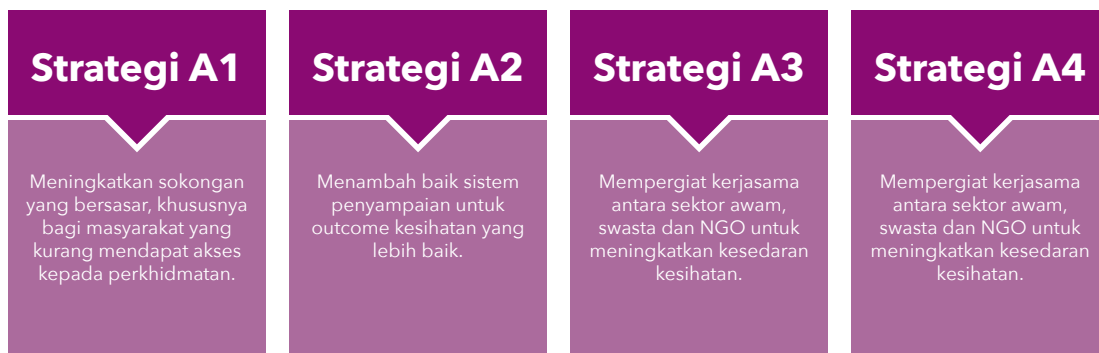 Strategi A1
Meningkatkan sokongan
yang bersasar, khususnya
bagi masyarakat yang
kurang mendapat akses
kepada perkhidmatan.
Strategi A2
Menambah baik sistem
penyampaian untuk
outcome kesihatan yang
lebih baik.
Strategi A3
Mempergiat kerjasama
antara sektor awam,
swasta dan NGO untuk
meningkatkan kesedaran
kesihatan.
Strategi A4
Mempergiat kerjasama
antara sektor awam,
swasta dan NGO untuk
meningkatkan kesedaran
kesihatan.